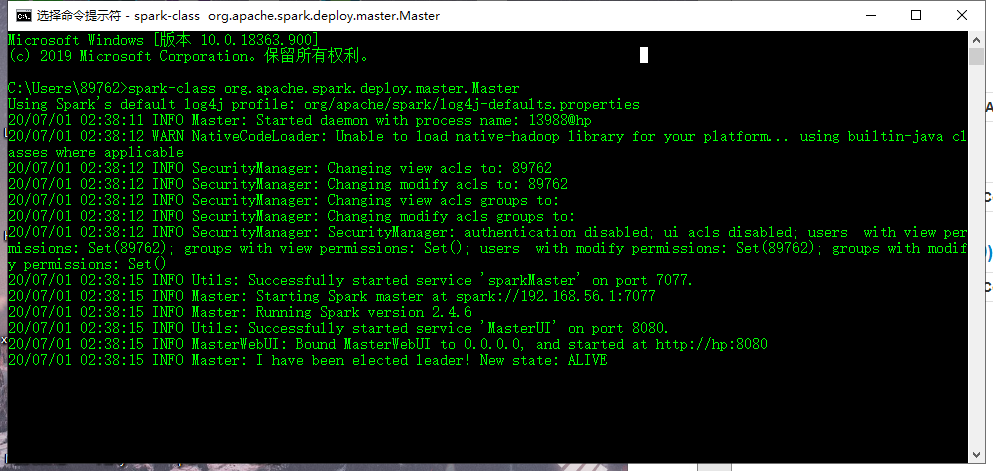 选择命令提示符 - spark-class  org.apache.spark.deploy.master.Master
Microsoft Windows [版本 10.0.18363.900]
(c) 2019 Microsoft Corporation。保留所有权利。
C:\Users\89762>spark-class org.apache.spark.deploy.master.Master
Using Spark's default log4j profile: org/apache/spark/log4j-defaults.properties
20/07/01 02:38:11 INFO Master: Started daemon with process name: 13988@hp
20/07/01 02:38:12 WARN NativeCodeLoader: Unable to load native-hadoop library for your platform... using builtin-java cl
asses where applicable
20/07/01 02:38:12 INFO SecurityManager: Changing view acls to: 89762
20/07/01 02:38:12 INFO SecurityManager: Changing modify acls to: 89762
20/07/01 02:38:12 INFO SecurityManager: Changing view acls groups to:
20/07/01 02:38:12 INFO SecurityManager: Changing modify acls groups to:
20/07/01 02:38:12 INFO SecurityManager: SecurityManager: authentication disabled; ui acls disabled; users  with view per
missions: Set(89762); groups with view permissions: Set(); users  with modify permissions: Set(89762); groups with modif
y permissions: Set()
20/07/01 02:38:15 INFO Utils: Successfully started service 'sparkMaster' on port 7077.
20/07/01 02:38:15 INFO Master: Starting Spark master at spark://192.168.56.1:7077
20/07/01 02:38:15 INFO Master: Running Spark version 2.4.6
20/07/01 02:38:15 INFO Utils: Successfully started service 'MasterUI' on port 8080.
20/07/01 02:38:15 INFO MasterWebUI: Bound MasterWebUI to 0.0.0.0, and started at http://hp:8080
20/07/01 02:38:15 INFO Master: I have been elected leader! New state: ALIVE